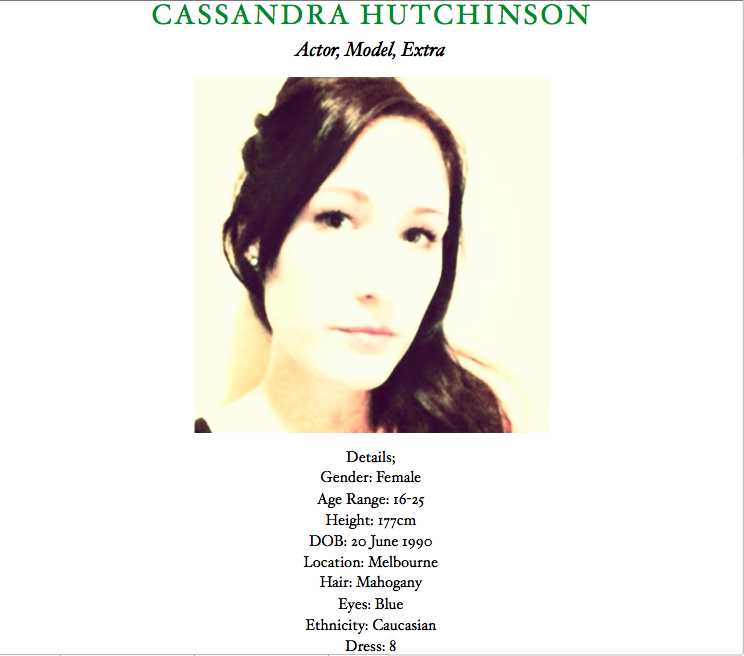 CASSANDRA HUTCHINSON
Actor, Model, Extra
Details;
Gender: Female
Age Range: 16-25
Height: 177cm
DOB: 20 June 1990
Location: Melbourne
Hair: Mahogany
Eyes: Blue
Ethnicity: Caucasian
Dress: 8